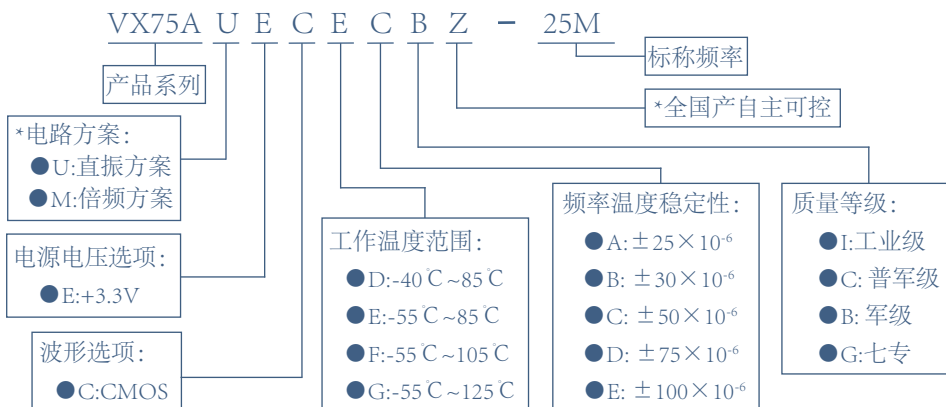 VX75A U E C E C B Z - 25M
标称频率
产品系列
*全国产自主可控
*电路方案:
●U:直振方案
●M:倍频方案
电源电压选项:
●E:+3.3V
波形选项:
●C:CMOS
工作温度范围:
●D:-40℃~85℃
●E:-55℃~85℃
●F:-55℃~105℃
●G:-55℃~125℃
频率温度稳定性:
●A:±25×10⁻⁶
●B: ±30×10⁻⁶
●C: ±50×10⁻⁶
●D: ±75×10⁻⁶
●E: ±100×10⁻⁶
质量等级:
●I:工业级
●C: 普军级
●B: 军级
●G:七专